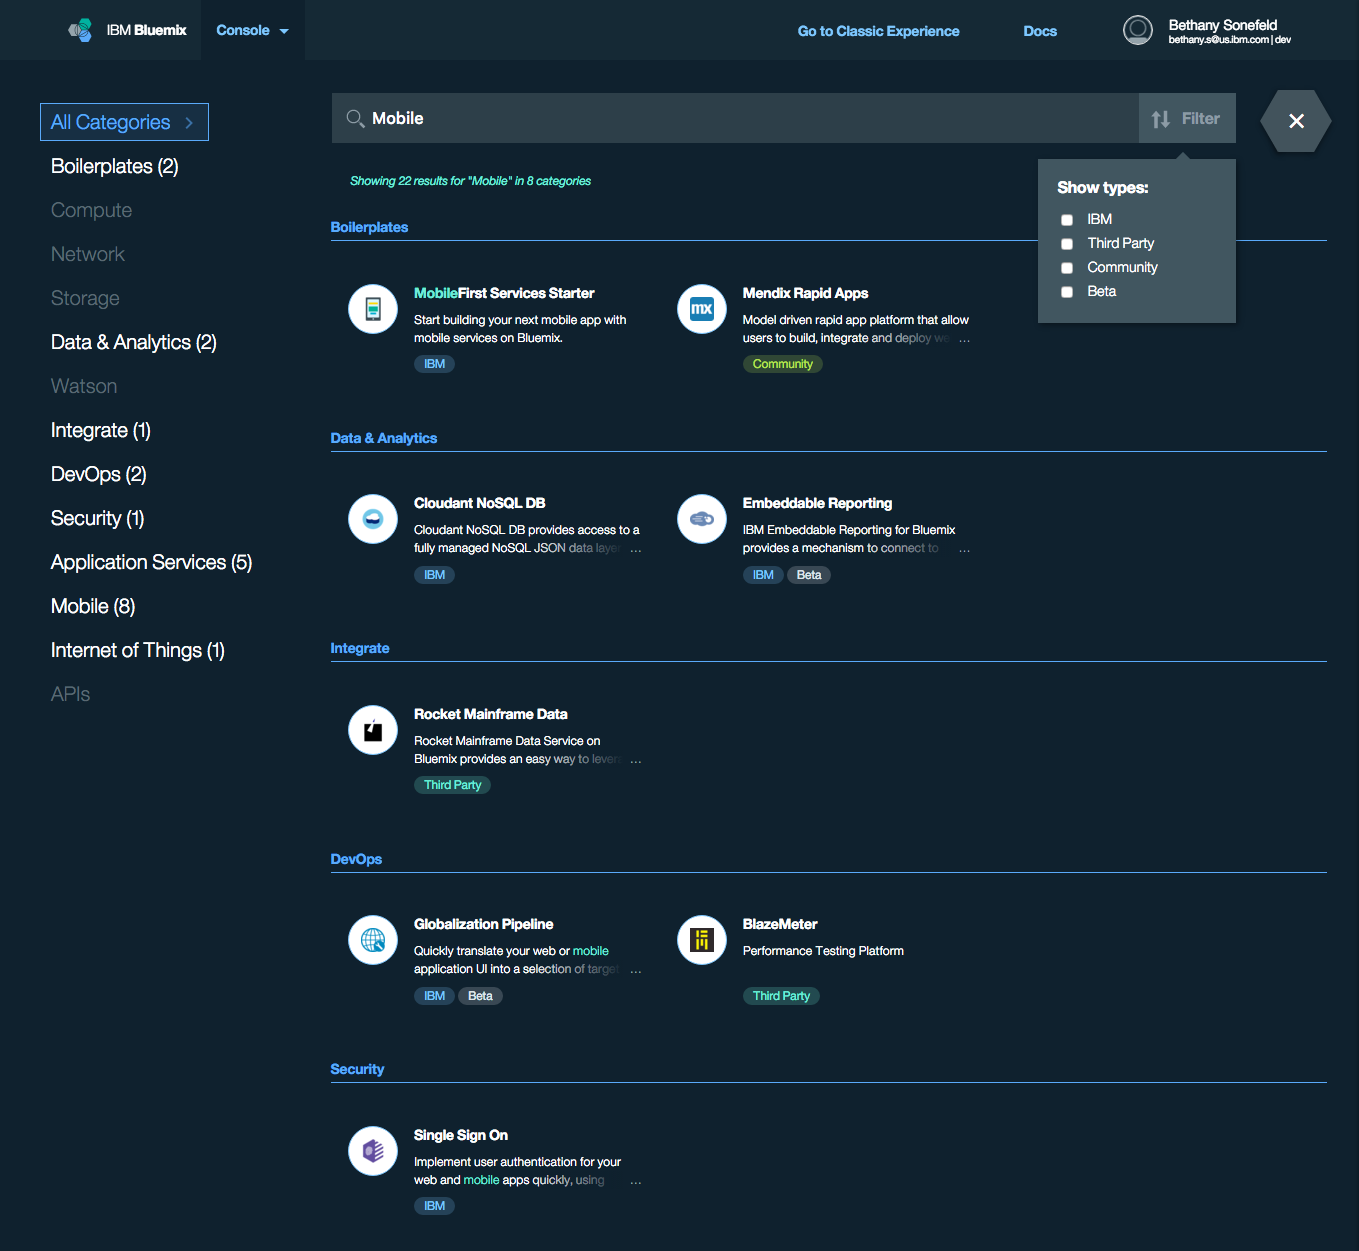 IBM Bluemix
Console
Go to Classic Experience
Docs
Bethany Sonefeld
bethany.s@us.ibm.com | dev
All Categories
Boilerplates (2)
Compute
Network
Storage
Data & Analytics (2)
Watson
Integrate (1)
DevOps (2)
Security (1)
Application Services (5)
Mobile (8)
Internet of Things (1)
APIs
Mobile
Filter
Show types:
IBM
Third Party
Community
Beta
Showing 22 results for "Mobile" in 8 categories
Boilerplates
MobileFirst Services Starter
Start building your next mobile app with
mobile services on Bluemix.
IBM
mx
Mendix Rapid Apps
Model driven rapid app platform that allow
users to build, integrate and deploy we ...
Community
Data & Analytics
Cloudant NoSQL DB
Cloudant NoSQL DB provides access to a
fully managed NoSQL JSON data layer ...
IBM
Embeddable Reporting
IBM Embeddable Reporting for Bluemix
provides a mechanism to connect to ...
IBM
Beta
Integrate
Rocket Mainframe Data
Rocket Mainframe Data Service on
Bluemix provides an easy way to lever ...
Third Party
DevOps
Globalization Pipeline
Quickly translate your web or mobile
application UI into a selection of target ...
IBM
Beta
BlazeMeter
Performance Testing Platform
Third Party
Security
Single Sign On
Implement user authentication for your
web and mobile apps quickly, using ...
IBM